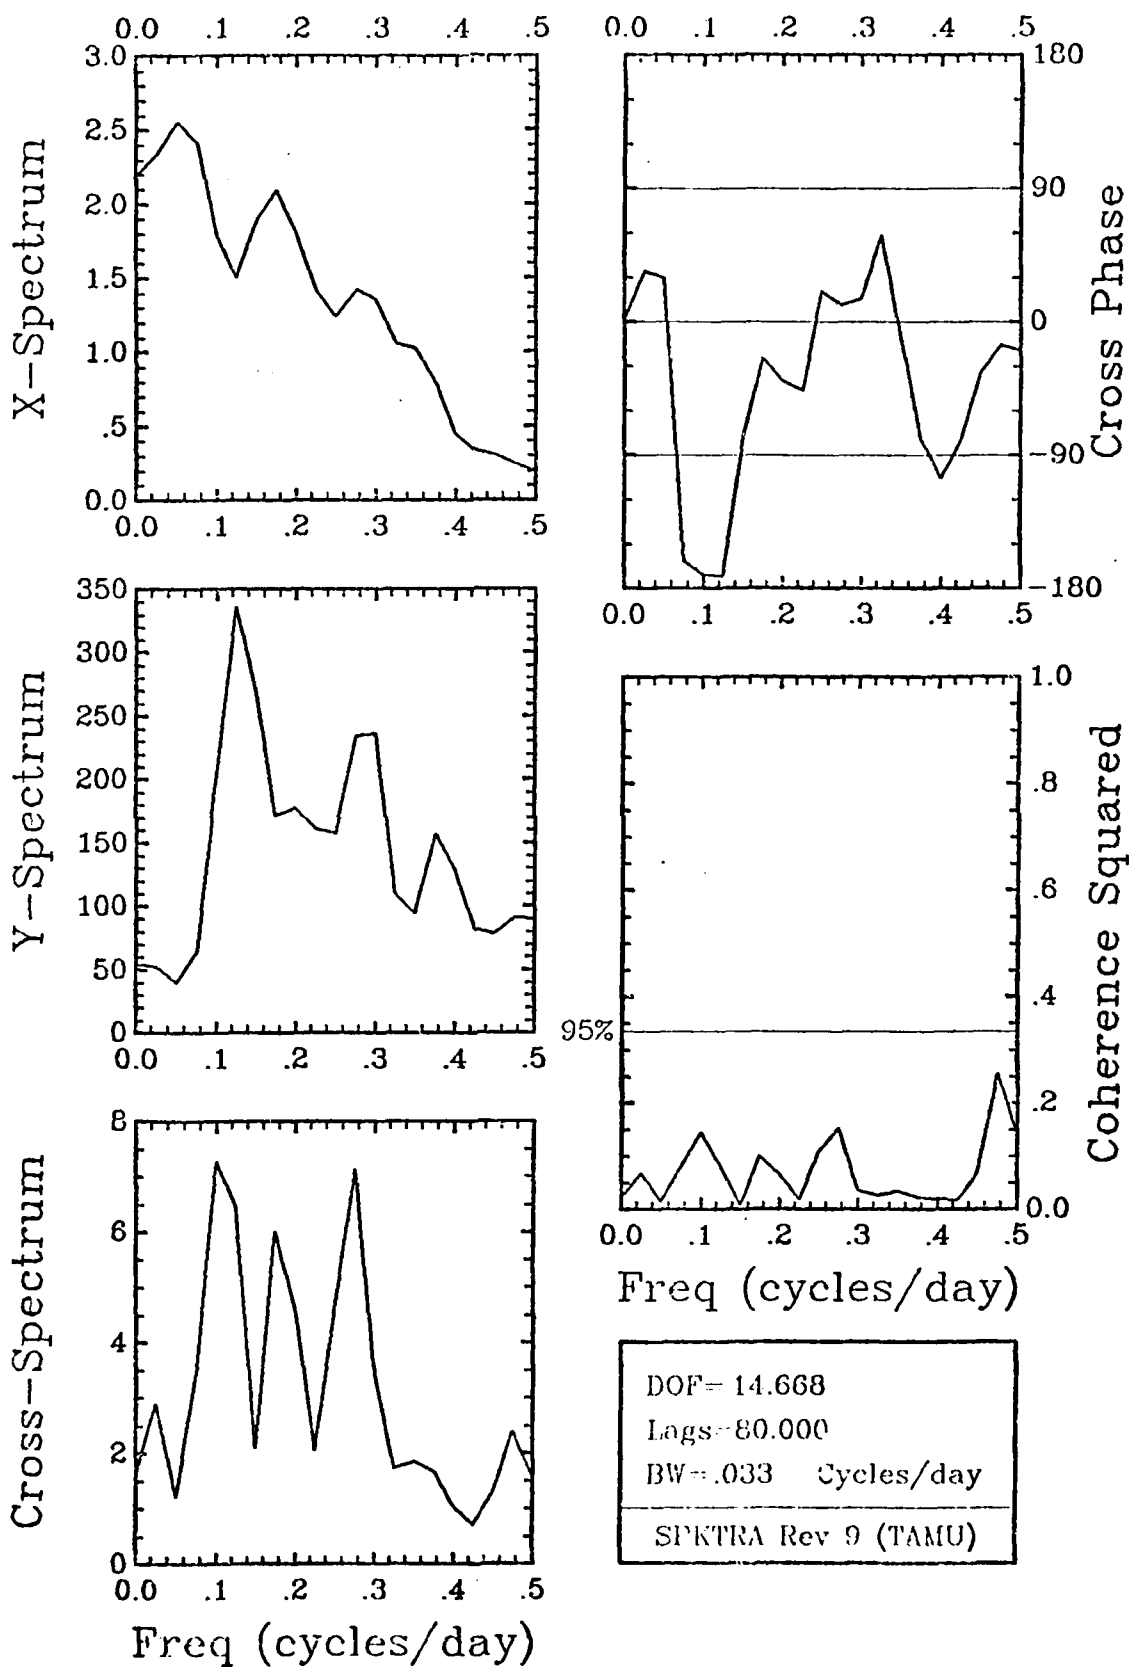 0.0 .1 .2 .3 .4 .5
3.0
2.5
2.0
1.5
1.0
.5
0.0
X-Spectrum
0.0 .1 .2 .3 .4 .5
350
300
250
200
150
100
50
0
Y-Spectrum
0.0 .1 .2 .3 .4 .5
8
6
4
2
0
Cross-Spectrum
0.0 .1 .2 .3 .4 .5
Freq (cycles/day)
0.0 .1 .2 .3 .4 .5
180
90
0
-90
-180
Cross Phase
0.0 .1 .2 .3 .4 .5
1.0
.8
.6
.4
.2
0.0
95%
Coherence Squared
0.0 .1 .2 .3 .4 .5
Freq (cycles/day)
DOF= 14.668
Lags=80.000
BW=.033 Cycles/day
SPKTRA Rev 9 (TAMU)